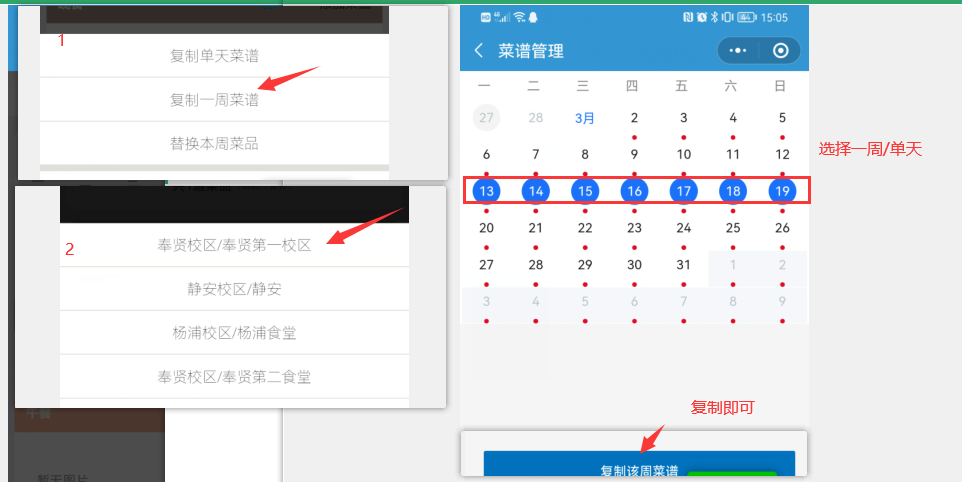 1
复制单天菜谱
复制一周菜谱
替换本周菜品
2
奉贤校区/奉贤第一校区
静安校区/静安
杨浦校区/杨浦食堂
奉贤校区/奉贤第二食堂
午餐
暂无图片
15:05
菜谱管理
一 二 三 四 五 六 日
27 28 3月 2 3 4 5
6 7 8 9 10 11 12
13 14 15 16 17 18 19
20 21 22 23 24 25 26
27 28 29 30 31 1 2
3 4 5 6 7 8 9
选择一周/单天
复制即可
复制该周菜谱